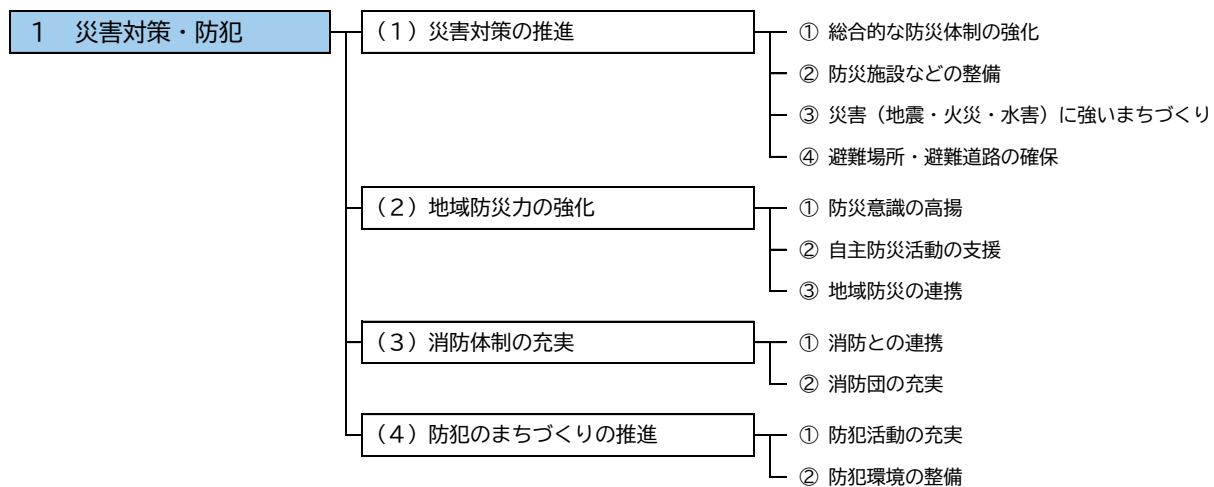 1 災害対策・防犯
(1)災害対策の推進
① 総合的な防災体制の強化
② 防災施設などの整備
③ 災害(地震・火災・水害)に強いまちづくり
④ 避難場所・避難道路の確保
(2)地域防災力の強化
① 防災意識の高揚
② 自主防災活動の支援
③ 地域防災の連携
(3)消防体制の充実
① 消防との連携
② 消防団の充実
(4)防犯のまちづくりの推進
① 防犯活動の充実
② 防犯環境の整備